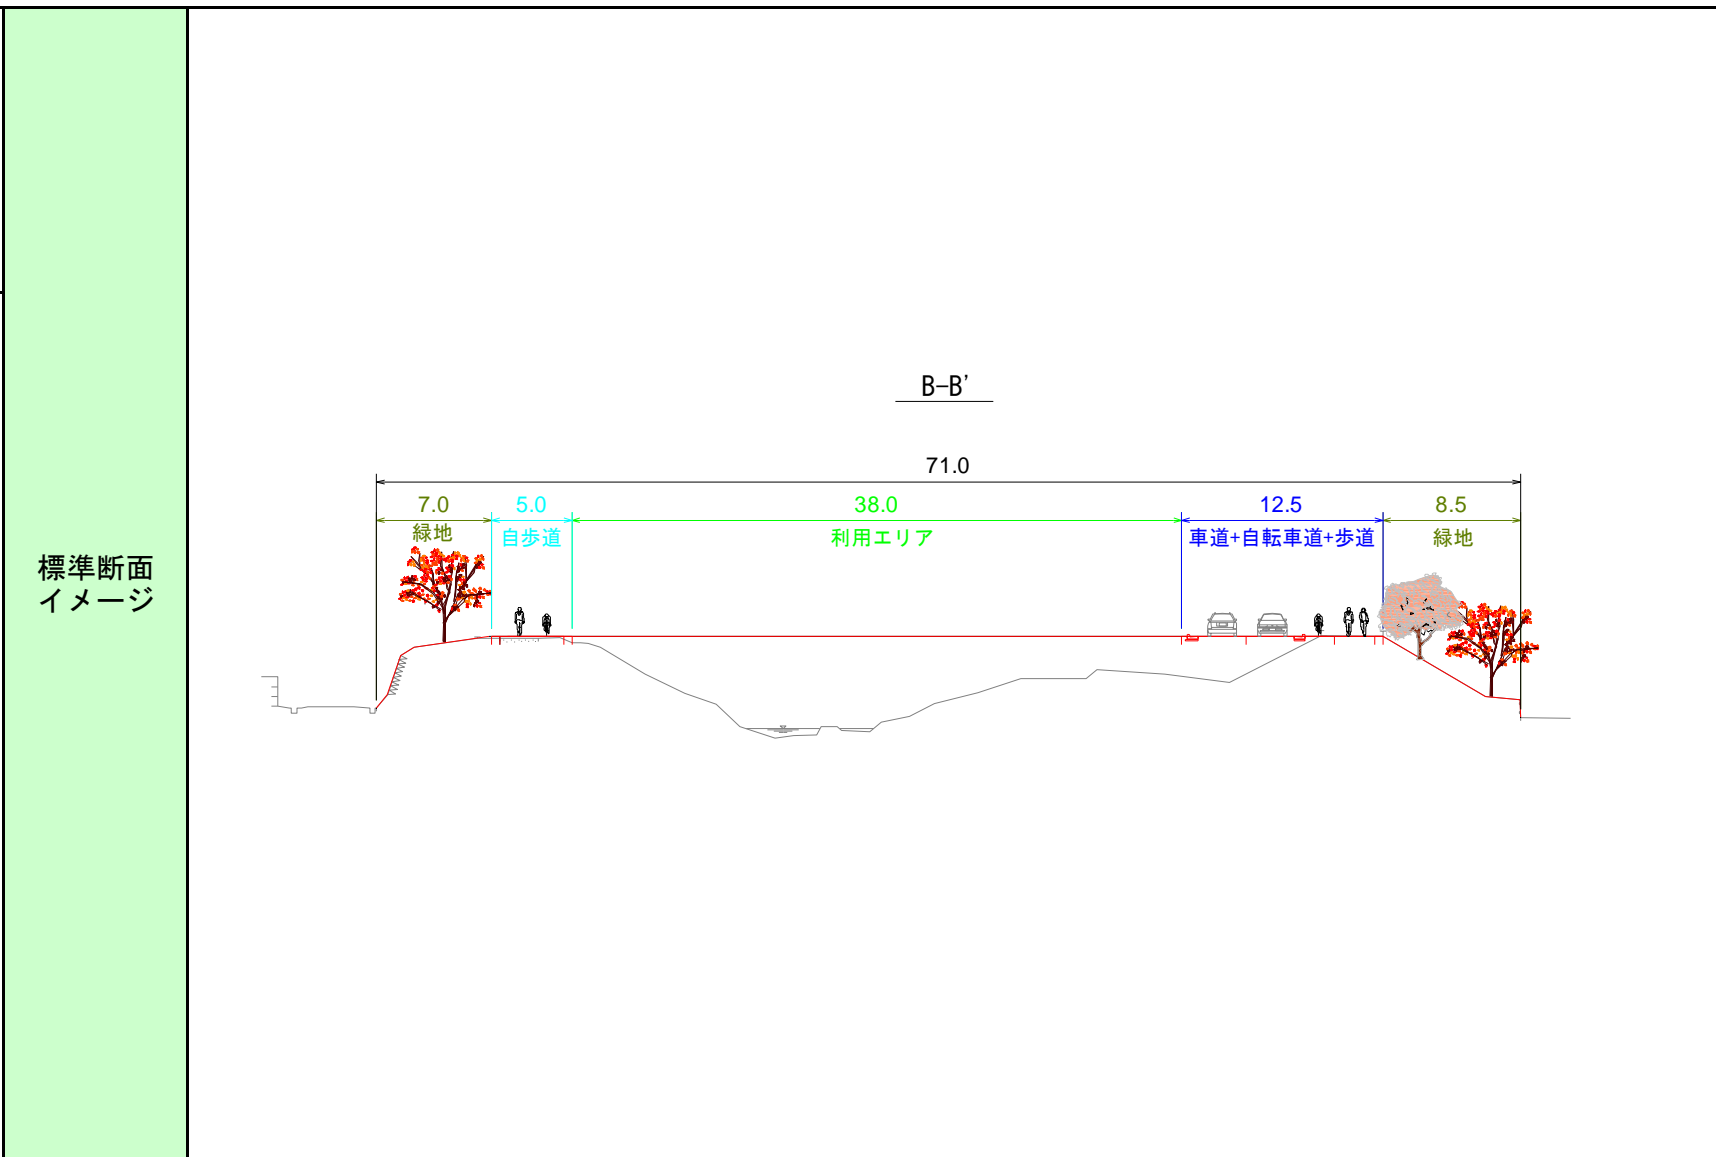 標準断面
イメージ
B-B'
71.0
7.0
5.0
38.0
12.5
8.5
緑地
自歩道
利用エリア
車道+自転車道+歩道
緑地